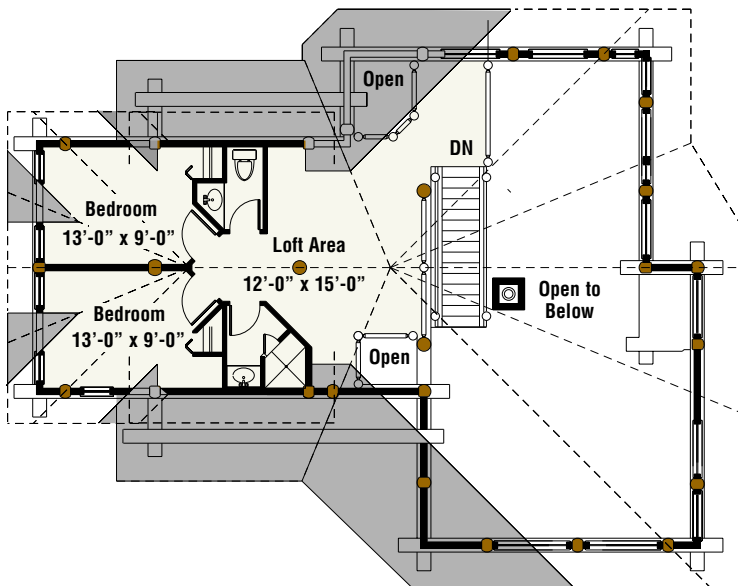 Open
DN
Bedroom
13’-0” x 9’-0”
Loft Area
12’-0” x 15’-0”
Open to
Below
Bedroom
13’-0” x 9’-0”
Open